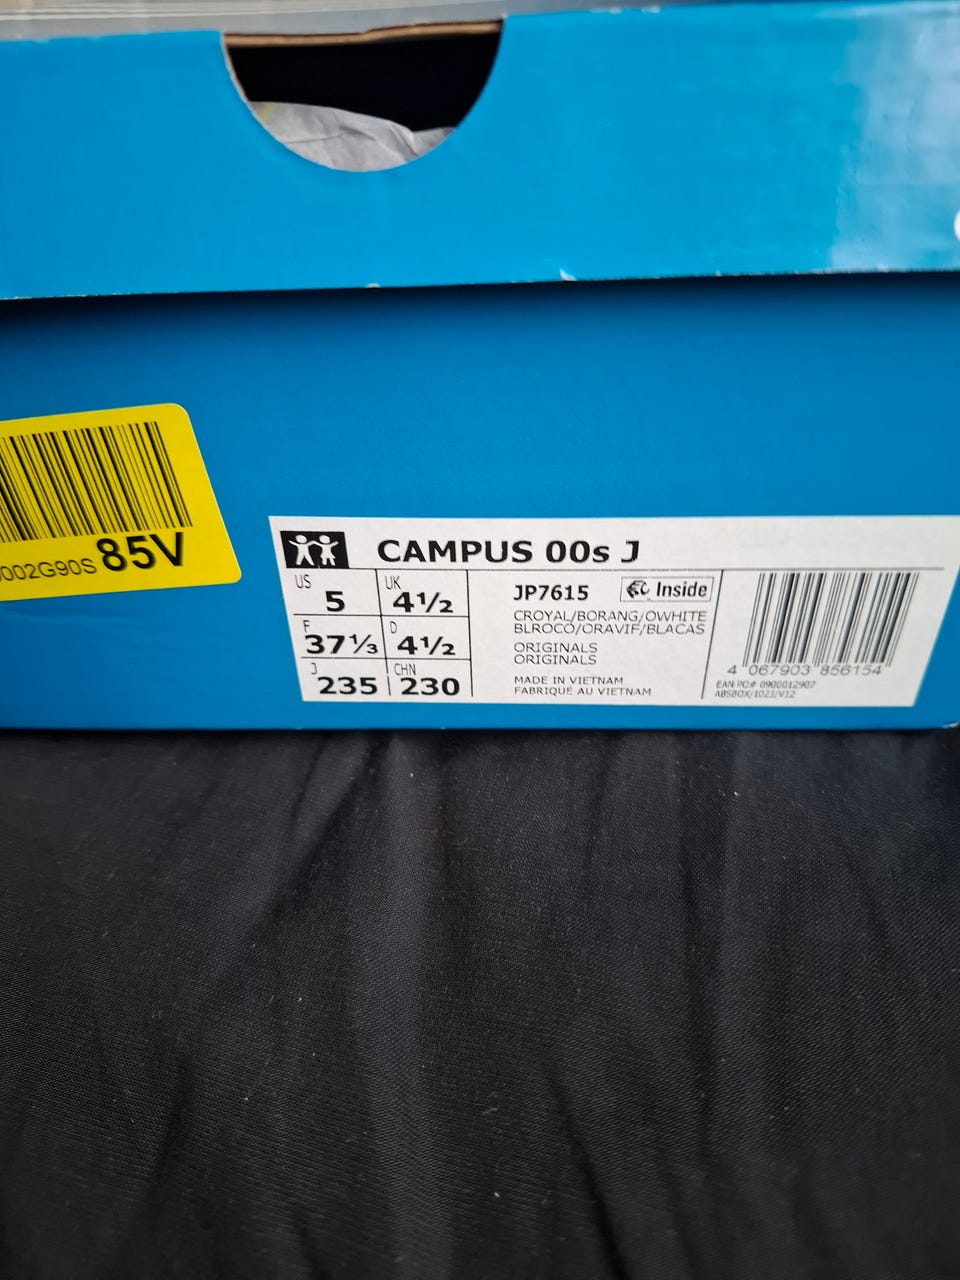 85V
CAMPUS 00s J
US 5 UK 4½
F 37⅓ D 4½
J 235 CHN 230
JP7615 Inside
CROYAL/BORANG/OWHITE
BLROCO/ORAVIF/BLACAS
ORIGINALS
ORIGINALS
MADE IN VIETNAM
FABRIQUÉ AU VIETNAM
4 067903 856154
EAN PO# 0900012907
ABSBOX/1023/V12